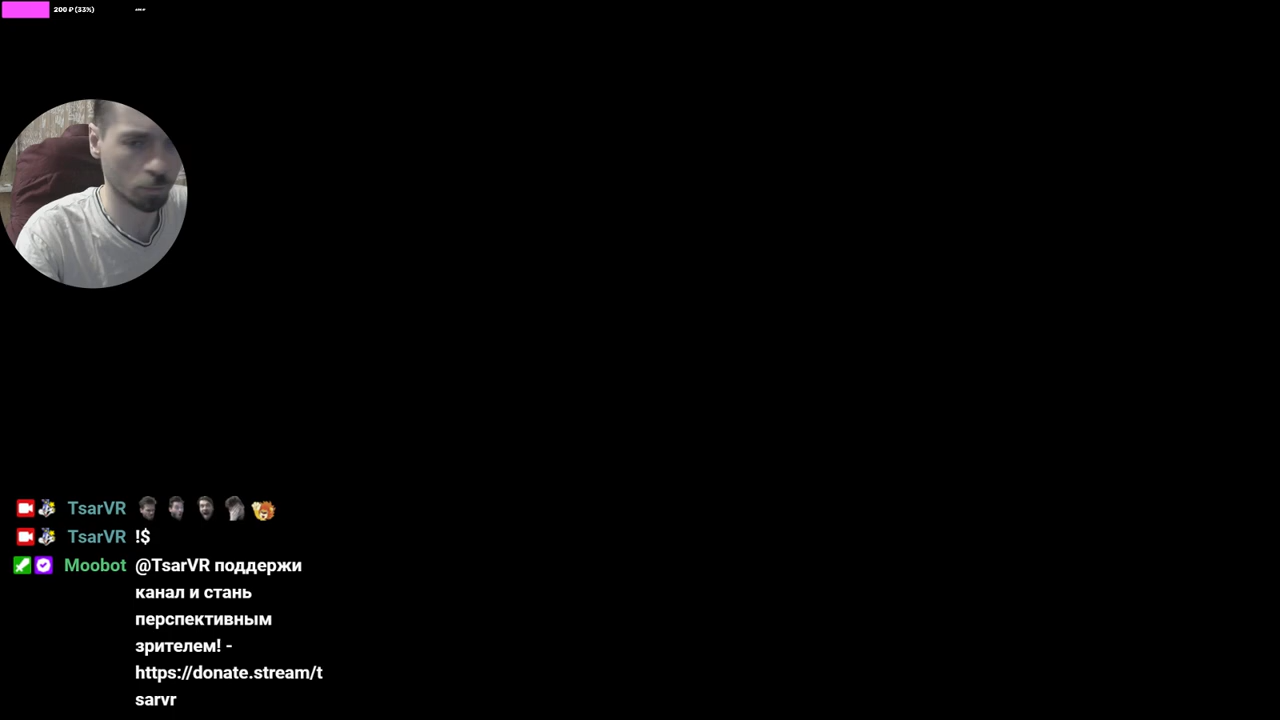 200 ₽ (33%)
TsarVR
TsarVR !$
Moobot @TsarVR поддержи
канал и стань
перспективным
зрителем! -
https://donate.stream/t
sarvr